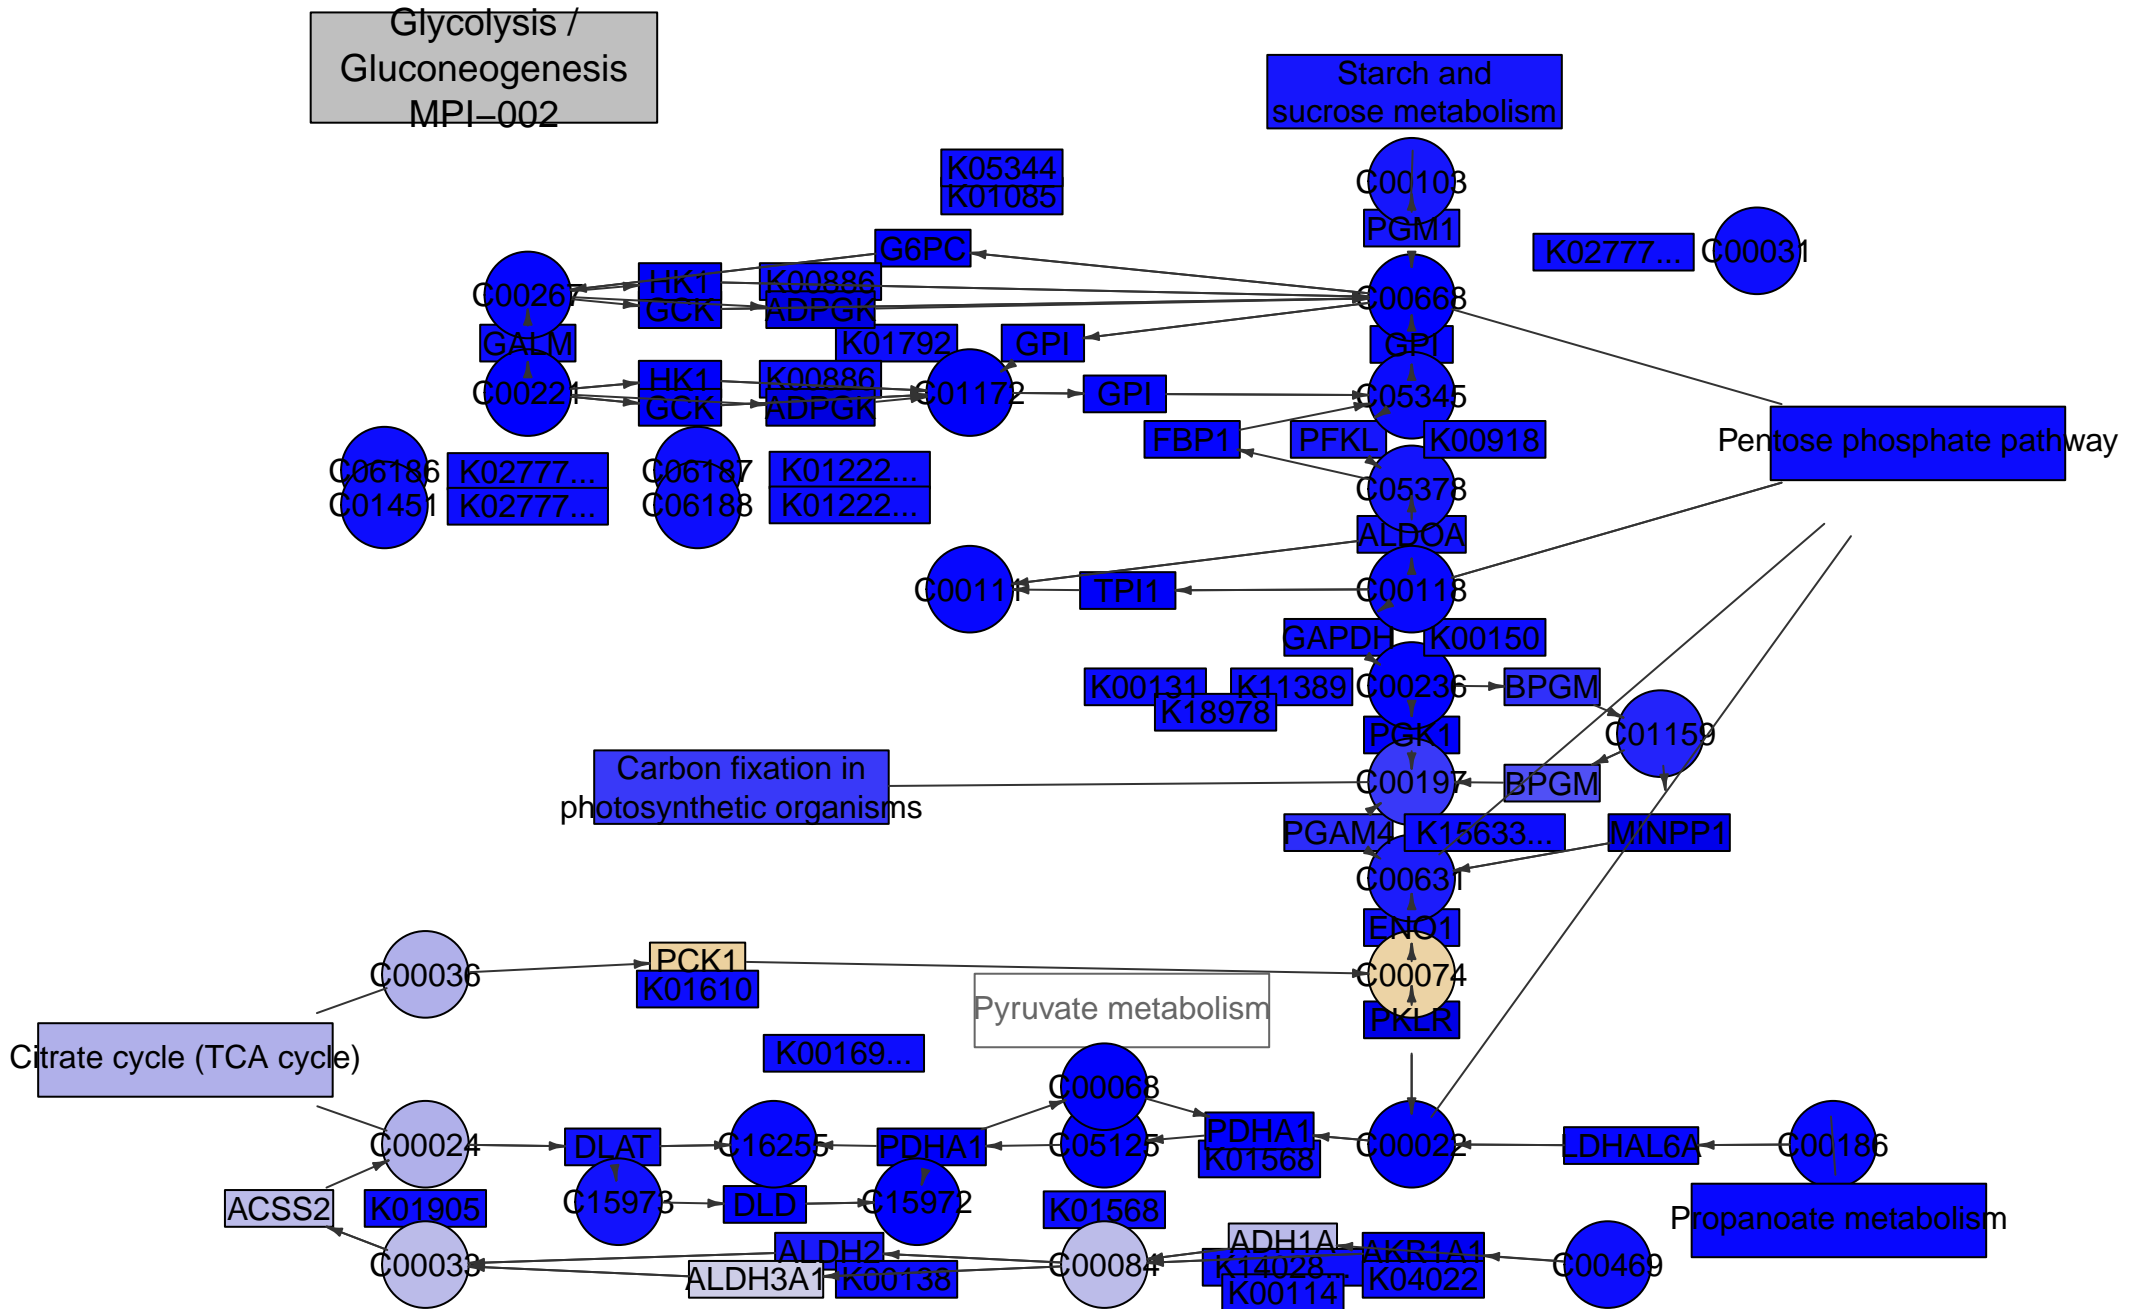 Glycolysis /
Gluconeogenesis
MPI−002
Starch and
sucrose metabolism
K05344
K01085
C00103
PGM1
G6PC
K02777...
C00031
C00267
HK1
K00886
GCK
ADPGK
C00668
GALM
K01792
GPI
GPI
C00221
HK1
K00886
GCK
ADPGK
C01172
GPI
C05345
FBP1
PFKL
K00918
Pentose phosphate pathway
C06186
K02777...
C06187
K01222...
C01451
K02777...
C06188
K01222...
C05378
ALDOA
C00111
TPI1
C00118
GAPDH
K00150
K00131
K11389
K18978
C00236
BPGM
PGK1
C01159
Carbon fixation in
photosynthetic organisms
C00197
BPGM
PGAM4
K15633...
MINPP1
C00631
ENO1
C00036
PCK1
K01610
C00074
Pyruvate metabolism
PKLR
Citrate cycle (TCA cycle)
K00169...
C00068
C00024
DLAT
C16255
PDHA1
C05125
PDHA1
K01568
C00022
LDHAL6A
C00186
ACSS2
K01905
C15973
DLD
C15972
K01568
Propanoate metabolism
C00033
ALDH2
ALDH3A1
K00138
C00084
ADH1A
K14028...
K00114
AKR1A1
K04022
C00469